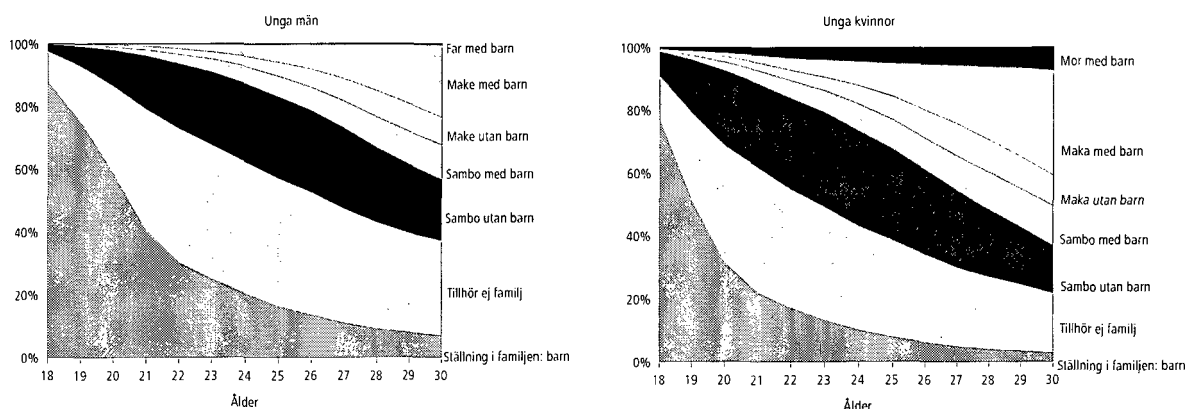 Unga män
100%
80%
60%
40%
20%
0%
18 19 20 21 22 23 24 25 26 27 28 29 30
Ålder
Far med barn
Make med barn
Make utan barn
Sambo med barn
Sambo utan barn
Tillhör ej familj
Ställning i familjen: barn
Unga kvinnor
100%
80%
60%
40%
20%
0%
18 19 20 21 22 23 24 25 26 27 28 29 30
Ålder
Mor med barn
Maka med barn
Maka utan barn
Sambo med barn
Sambo utan barn
Tillhör ej familj
Ställning i familjen: barn